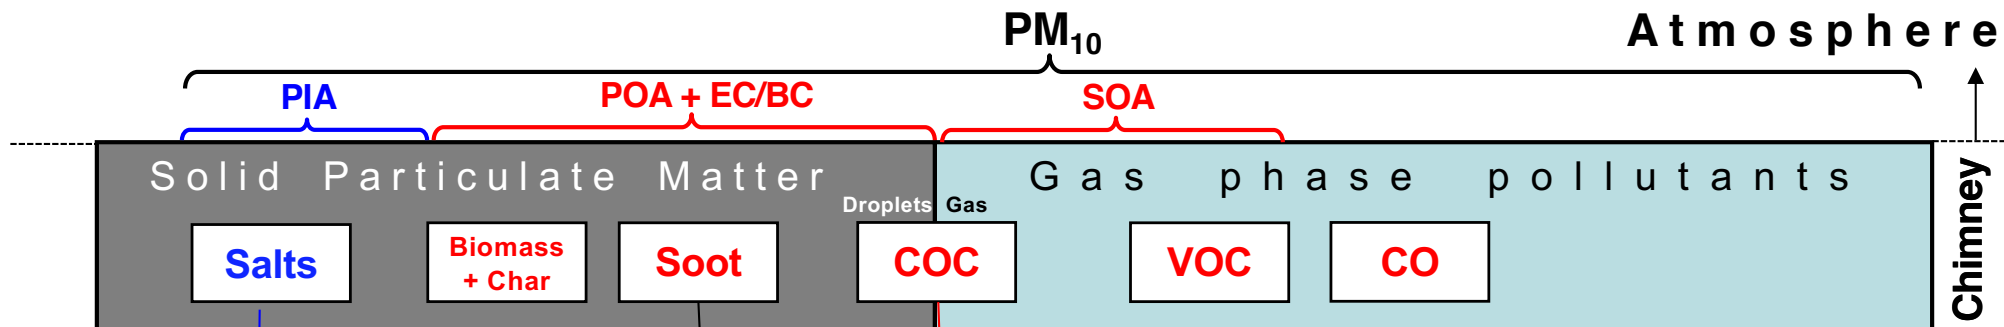 PM10
Atmosphere
PIA
POA + EC/BC
SOA
Solid Particulate Matter
Gas phase pollutants
Droplets
Gas
Salts
Biomass
+ Char
Soot
COC
VOC
CO
Chimney